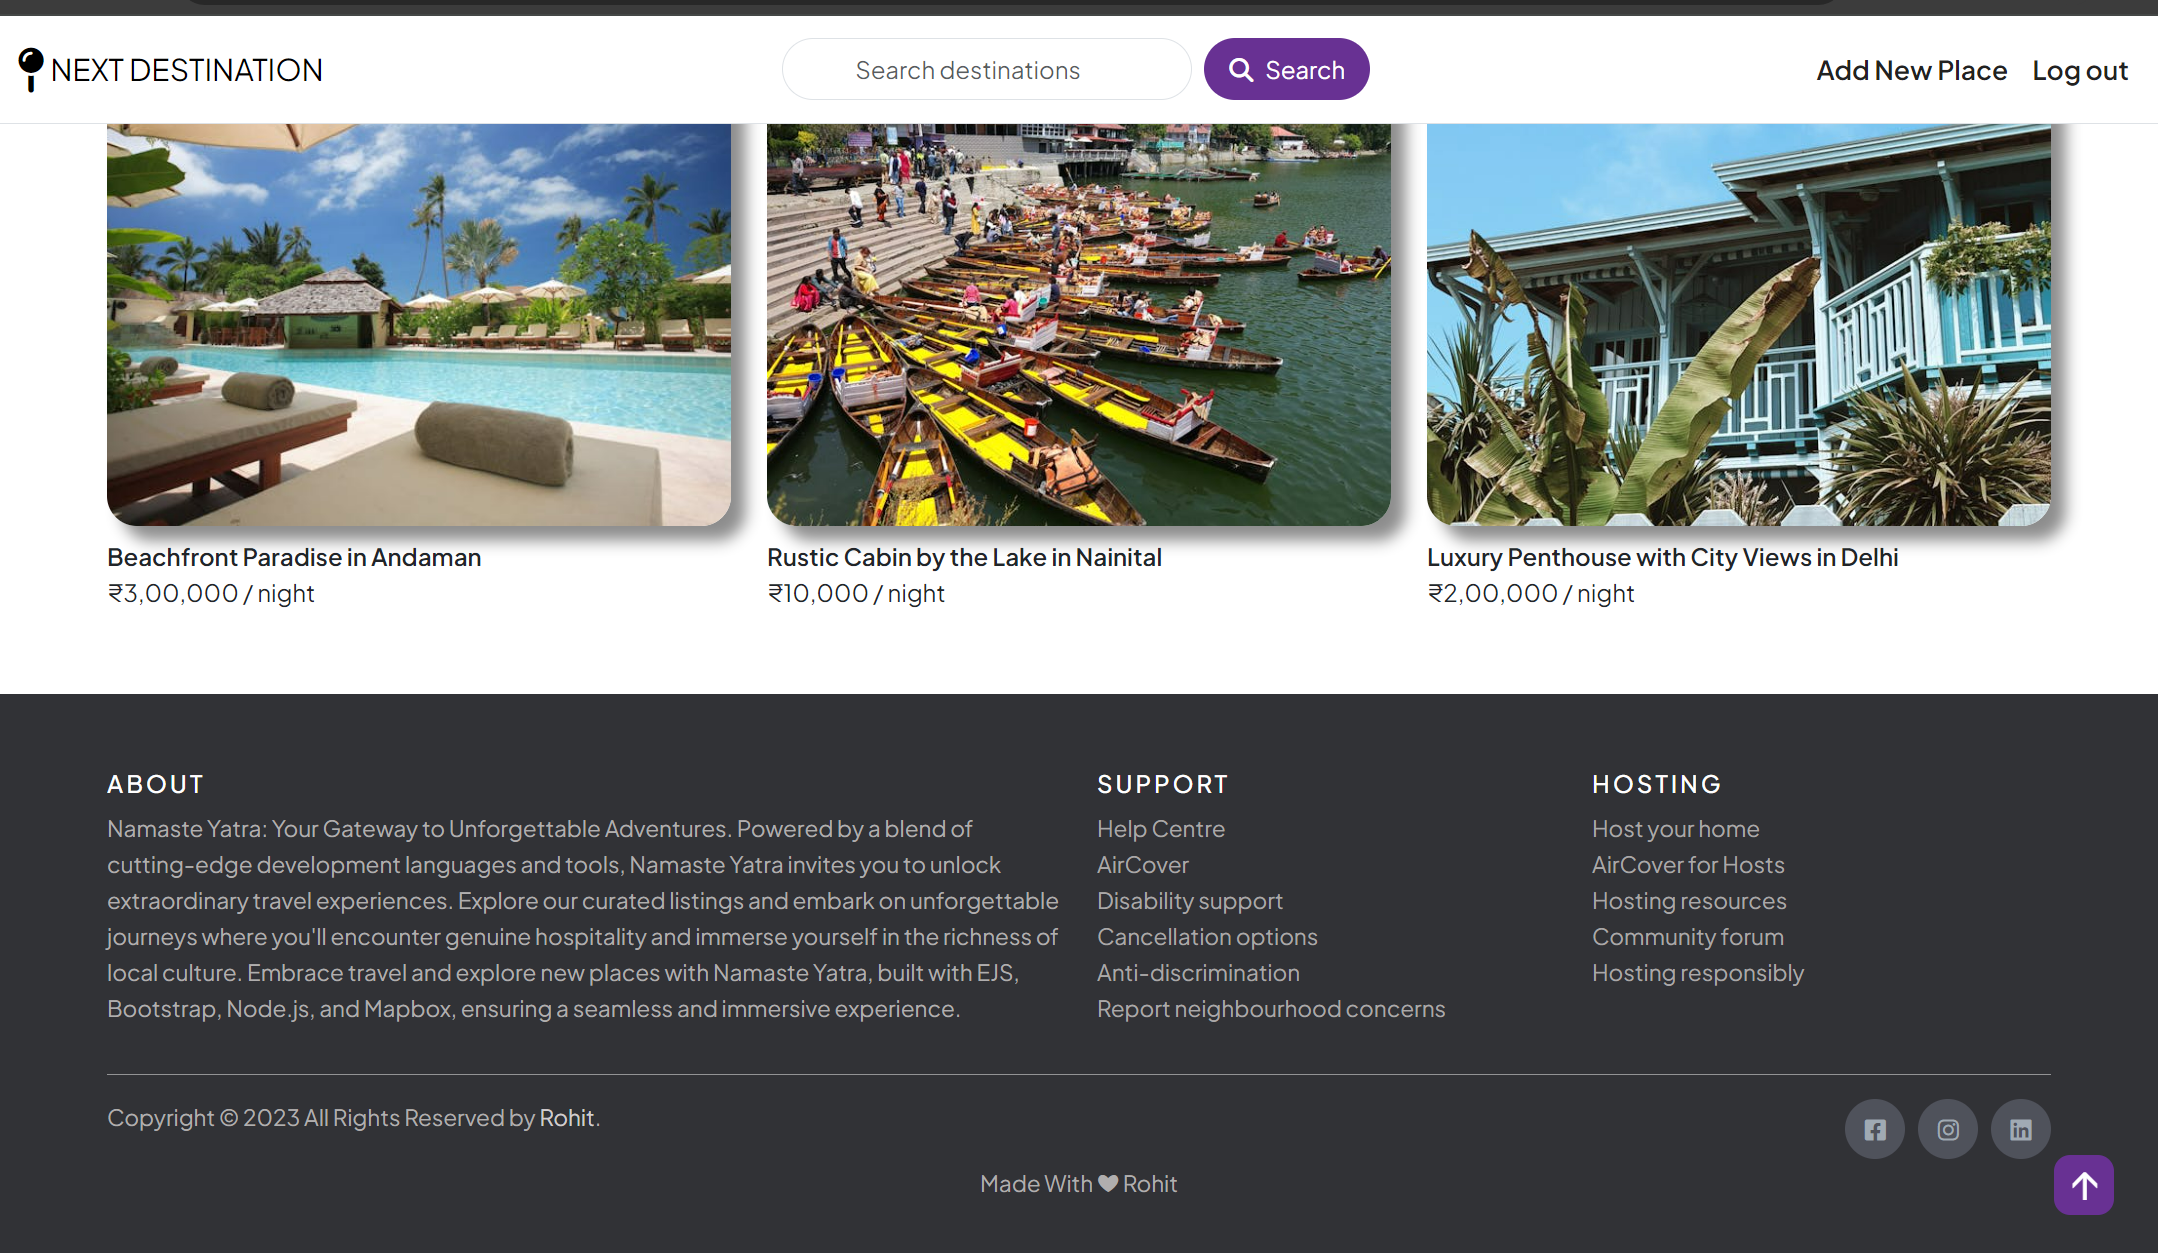 NEXT DESTINATION
Search destinations
Search
Add New Place
Log out
Beachfront Paradise in Andaman
₹3,00,000 / night
Rustic Cabin by the Lake in Nainital
₹10,000 / night
Luxury Penthouse with City Views in Delhi
₹2,00,000 / night
ABOUT
Namaste Yatra: Your Gateway to Unforgettable Adventures. Powered by a blend of
cutting-edge development languages and tools, Namaste Yatra invites you to unlock
extraordinary travel experiences. Explore our curated listings and embark on unforgettable
journeys where you'll encounter genuine hospitality and immerse yourself in the richness of
local culture. Embrace travel and explore new places with Namaste Yatra, built with EJS,
Bootstrap, Node.js, and Mapbox, ensuring a seamless and immersive experience.
SUPPORT
Help Centre
AirCover
Disability support
Cancellation options
Anti-discrimination
Report neighbourhood concerns
HOSTING
Host your home
AirCover for Hosts
Hosting resources
Community forum
Hosting responsibly
Copyright © 2023 All Rights Reserved by Rohit.
Made With ♥ Rohit